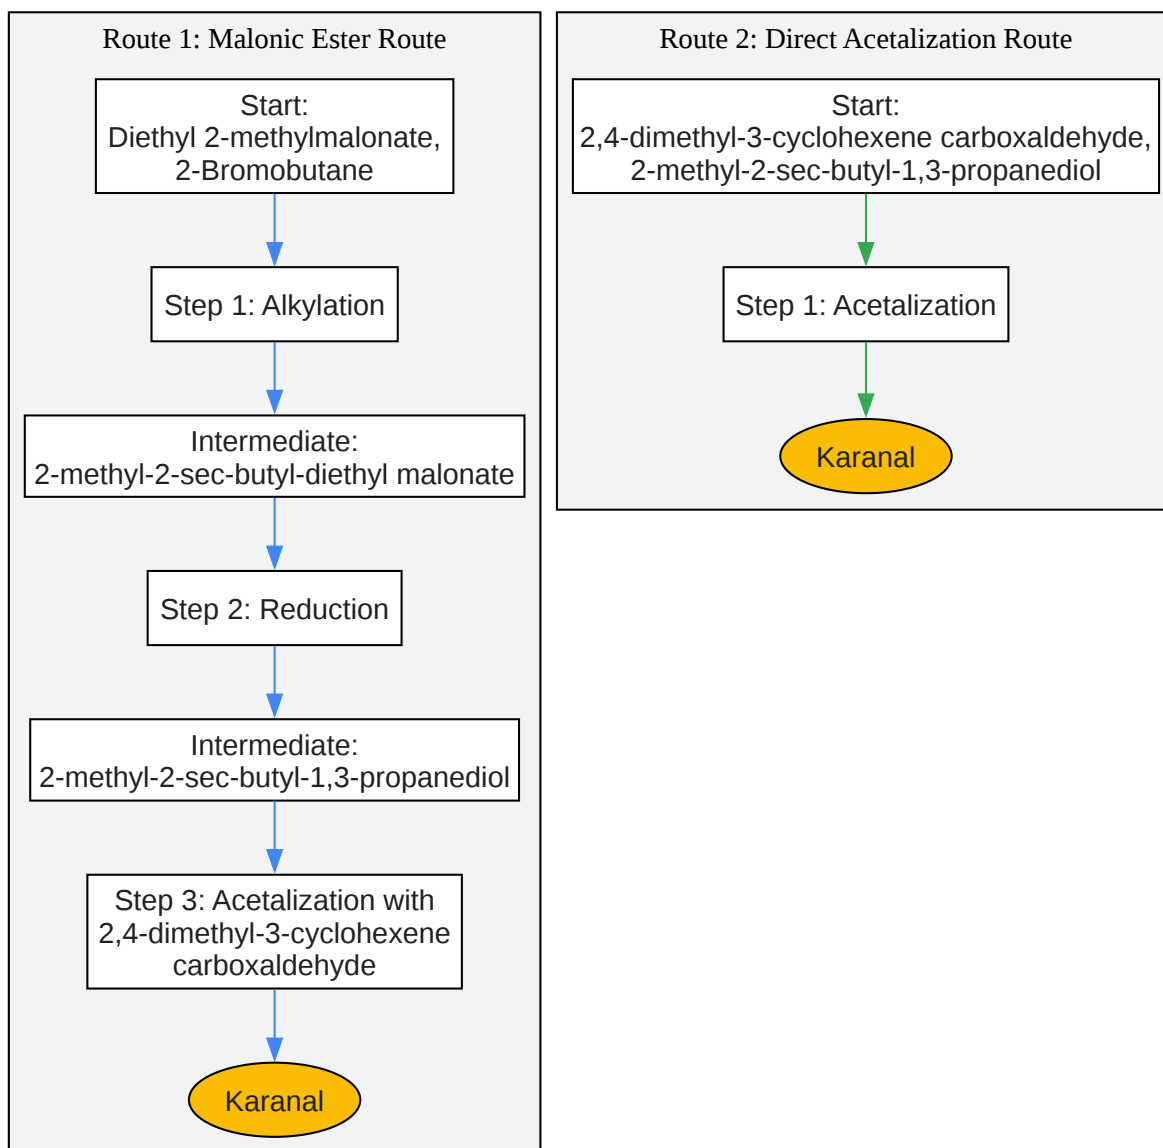 Route 1: Malonic Ester Route
Start:
Diethyl 2-methylmalonate,
2-Bromobutane
Step 1: Alkylation
Intermediate:
2-methyl-2-sec-butyl-diethyl malonate
Step 2: Reduction
Intermediate:
2-methyl-2-sec-butyl-1,3-propanediol
Step 3: Acetalization with
2,4-dimethyl-3-cyclohexene
carboxaldehyde
Karanal
Route 2: Direct Acetalization Route
Start:
2,4-dimethyl-3-cyclohexene carboxaldehyde,
2-methyl-2-sec-butyl-1,3-propanediol
Step 1: Acetalization
Karanal